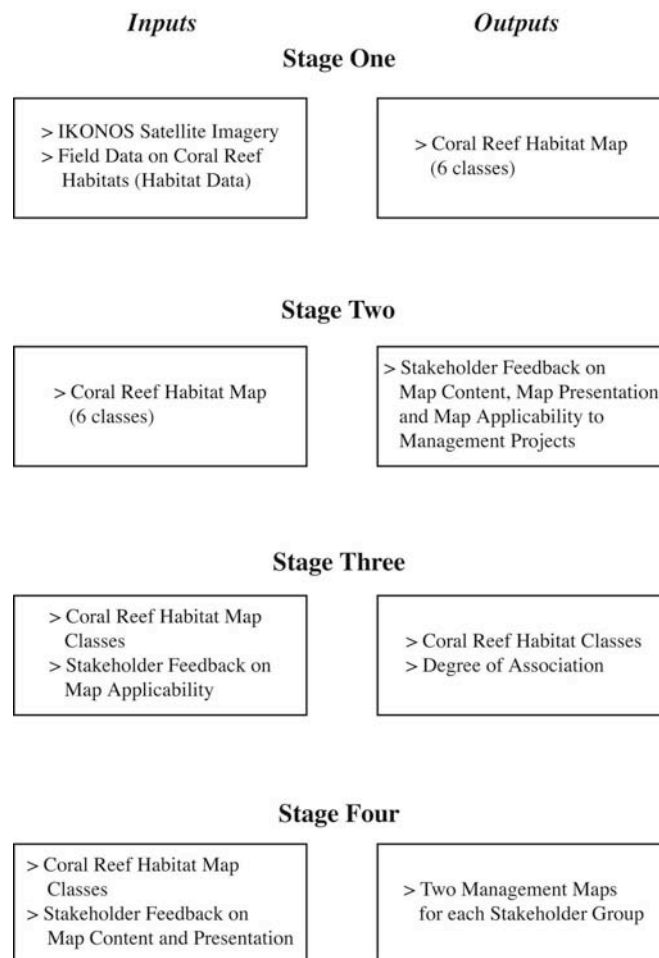 Inputs
Outputs
Stage One
> IKONOS Satellite Imagery
> Field Data on Coral Reef
Habitats (Habitat Data)
> Coral Reef Habitat Map
(6 classes)
Stage Two
> Coral Reef Habitat Map
(6 classes)
> Stakeholder Feedback on
Map Content, Map Presentation
and Map Applicability to
Management Projects
Stage Three
> Coral Reef Habitat Map
Classes
> Stakeholder Feedback on
Map Applicability
> Coral Reef Habitat Classes
> Degree of Association
Stage Four
> Coral Reef Habitat Map
Classes
> Stakeholder Feedback on
Map Content and Presentation
> Two Management Maps
for each Stakeholder Group